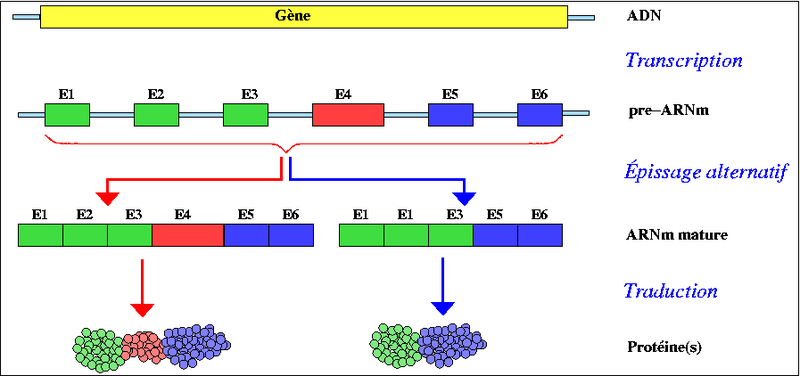 Gène ADN
Transcription
E1 E2 E3 E4 E5 E6
pre–ARNm
Épissage alternatif
E1 E2 E3 E4 E5 E6 E1 E1 E3 E5 E6
ARNm mature
Traduction
Protéine(s)